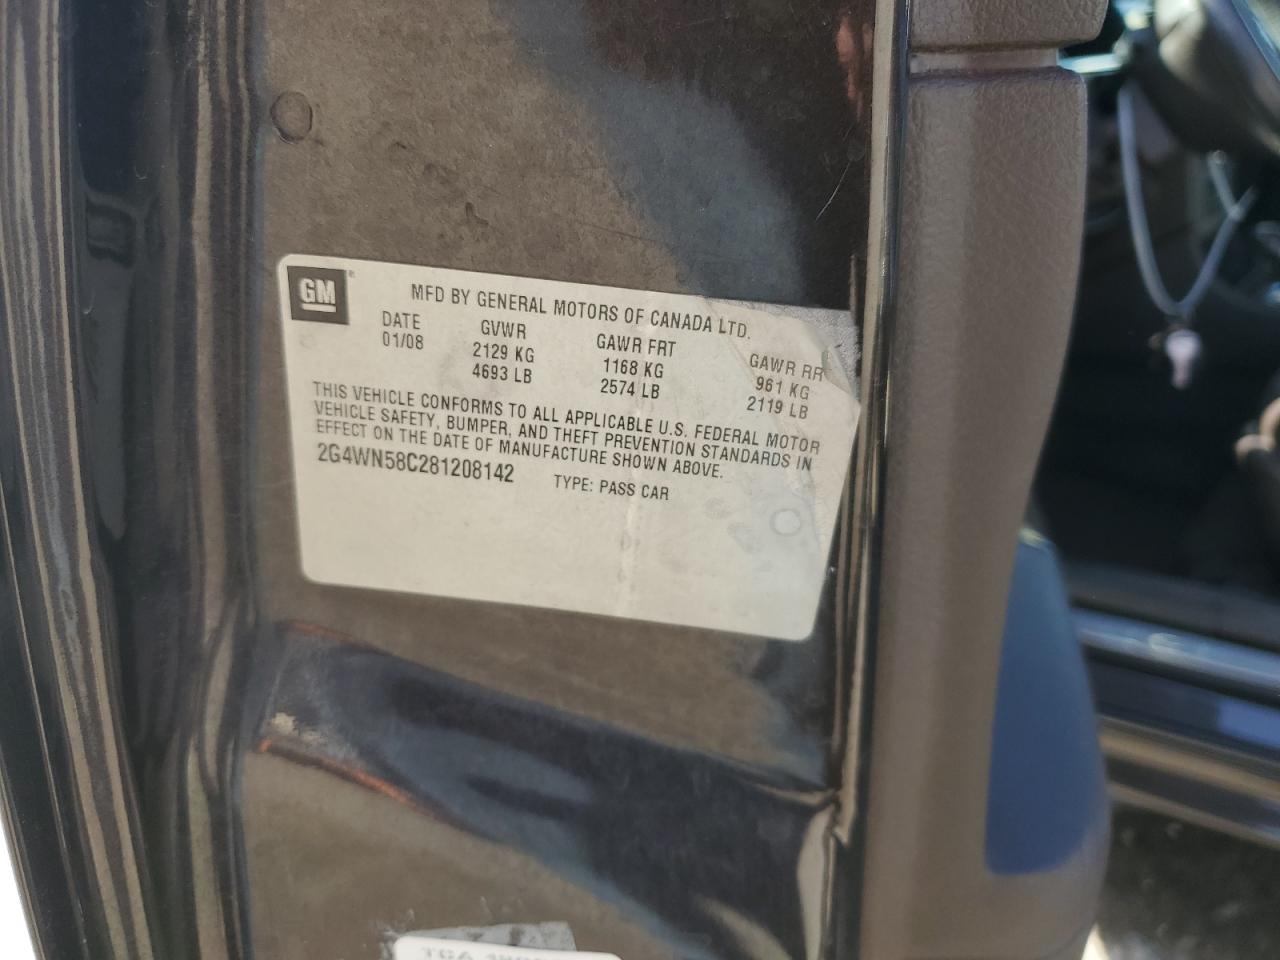 GM
MFD BY GENERAL MOTORS OF CANADA LTD.
DATE GVWR GAWR FRT GAWR RR
01/08 2129 KG 1168 KG 961 KG
4693 LB 2574 LB 2119 LB
THIS VEHICLE CONFORMS TO ALL APPLICABLE U.S. FEDERAL MOTOR
VEHICLE SAFETY, BUMPER, AND THEFT PREVENTION STANDARDS IN
EFFECT ON THE DATE OF MANUFACTURE SHOWN ABOVE.
2G4WN58C281208142 TYPE: PASS CAR